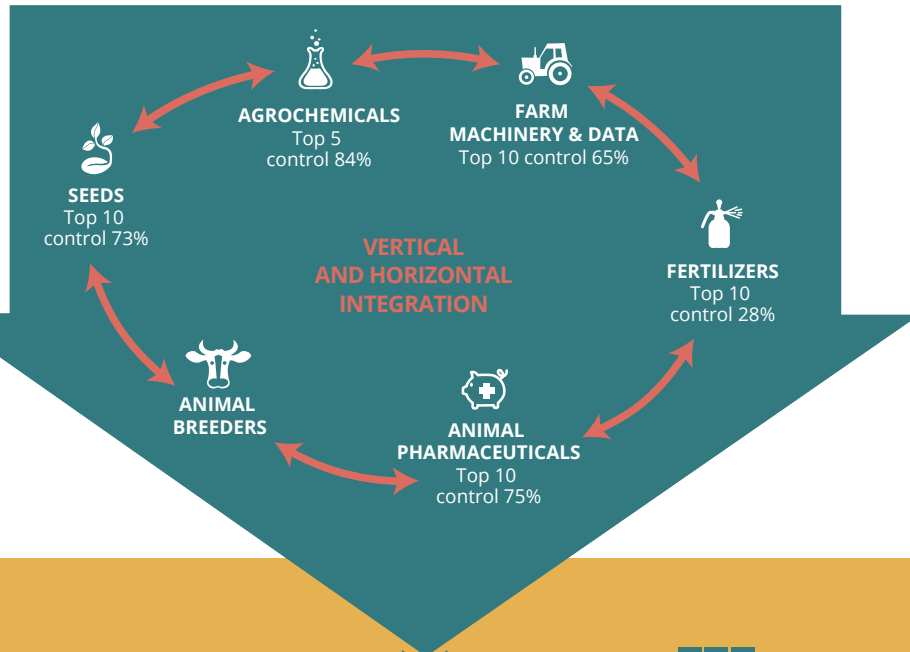 AGROCHEMICALS
Top 5
control 84%
FARM
MACHINERY & DATA
Top 10 control 65%
SEEDS
Top 10
control 73%
VERTICAL
AND HORIZONTAL
INTEGRATION
FERTILIZERS
Top 10
control 28%
ANIMAL
BREEDERS
ANIMAL
PHARMACEUTICALS
Top 10
control 75%